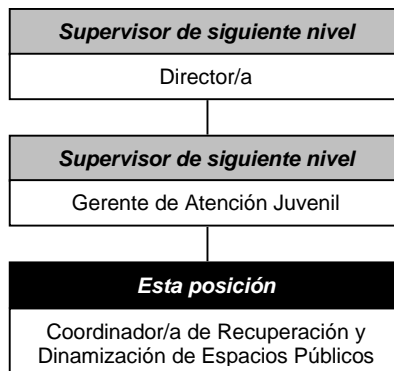 Supervisor de siguiente nivel
Director/a
Supervisor de siguiente nivel
Gerente de Atención Juvenil
Esta posición
Coordinador/a de Recuperación y
Dinamización de Espacios Públicos